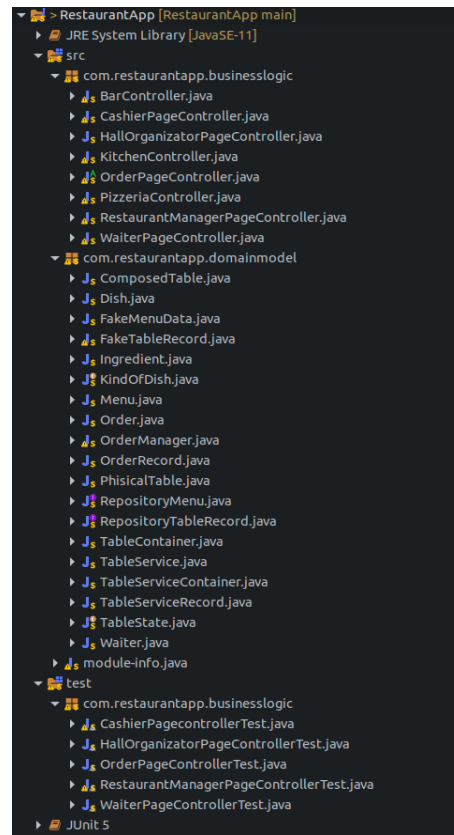 > RestaurantApp [RestaurantApp main]
JRE System Library [JavaSE-11]
src
com.restaurantapp.businesslogic
BarController.java
CashierPageController.java
HallOrganizatorPageController.java
KitchenController.java
OrderPageController.java
PizzeriaController.java
RestaurantManagerPageController.java
WaiterPageController.java
com.restaurantapp.domainmodel
ComposedTable.java
Dish.java
FakeMenuData.java
FakeTableRecord.java
Ingredient.java
KindOfDish.java
Menu.java
Order.java
OrderManager.java
OrderRecord.java
PhisicalTable.java
RepositoryMenu.java
RepositoryTableRecord.java
TableContainer.java
TableService.java
TableServiceContainer.java
TableServiceRecord.java
TableState.java
Waiter.java
module-info.java
test
com.restaurantapp.businesslogic
CashierPagecontrollerTest.java
HallOrganizatorPageControllerTest.java
OrderPageControllerTest.java
RestaurantManagerPageControllerTest.java
WaiterPageControllerTest.java
JUnit 5